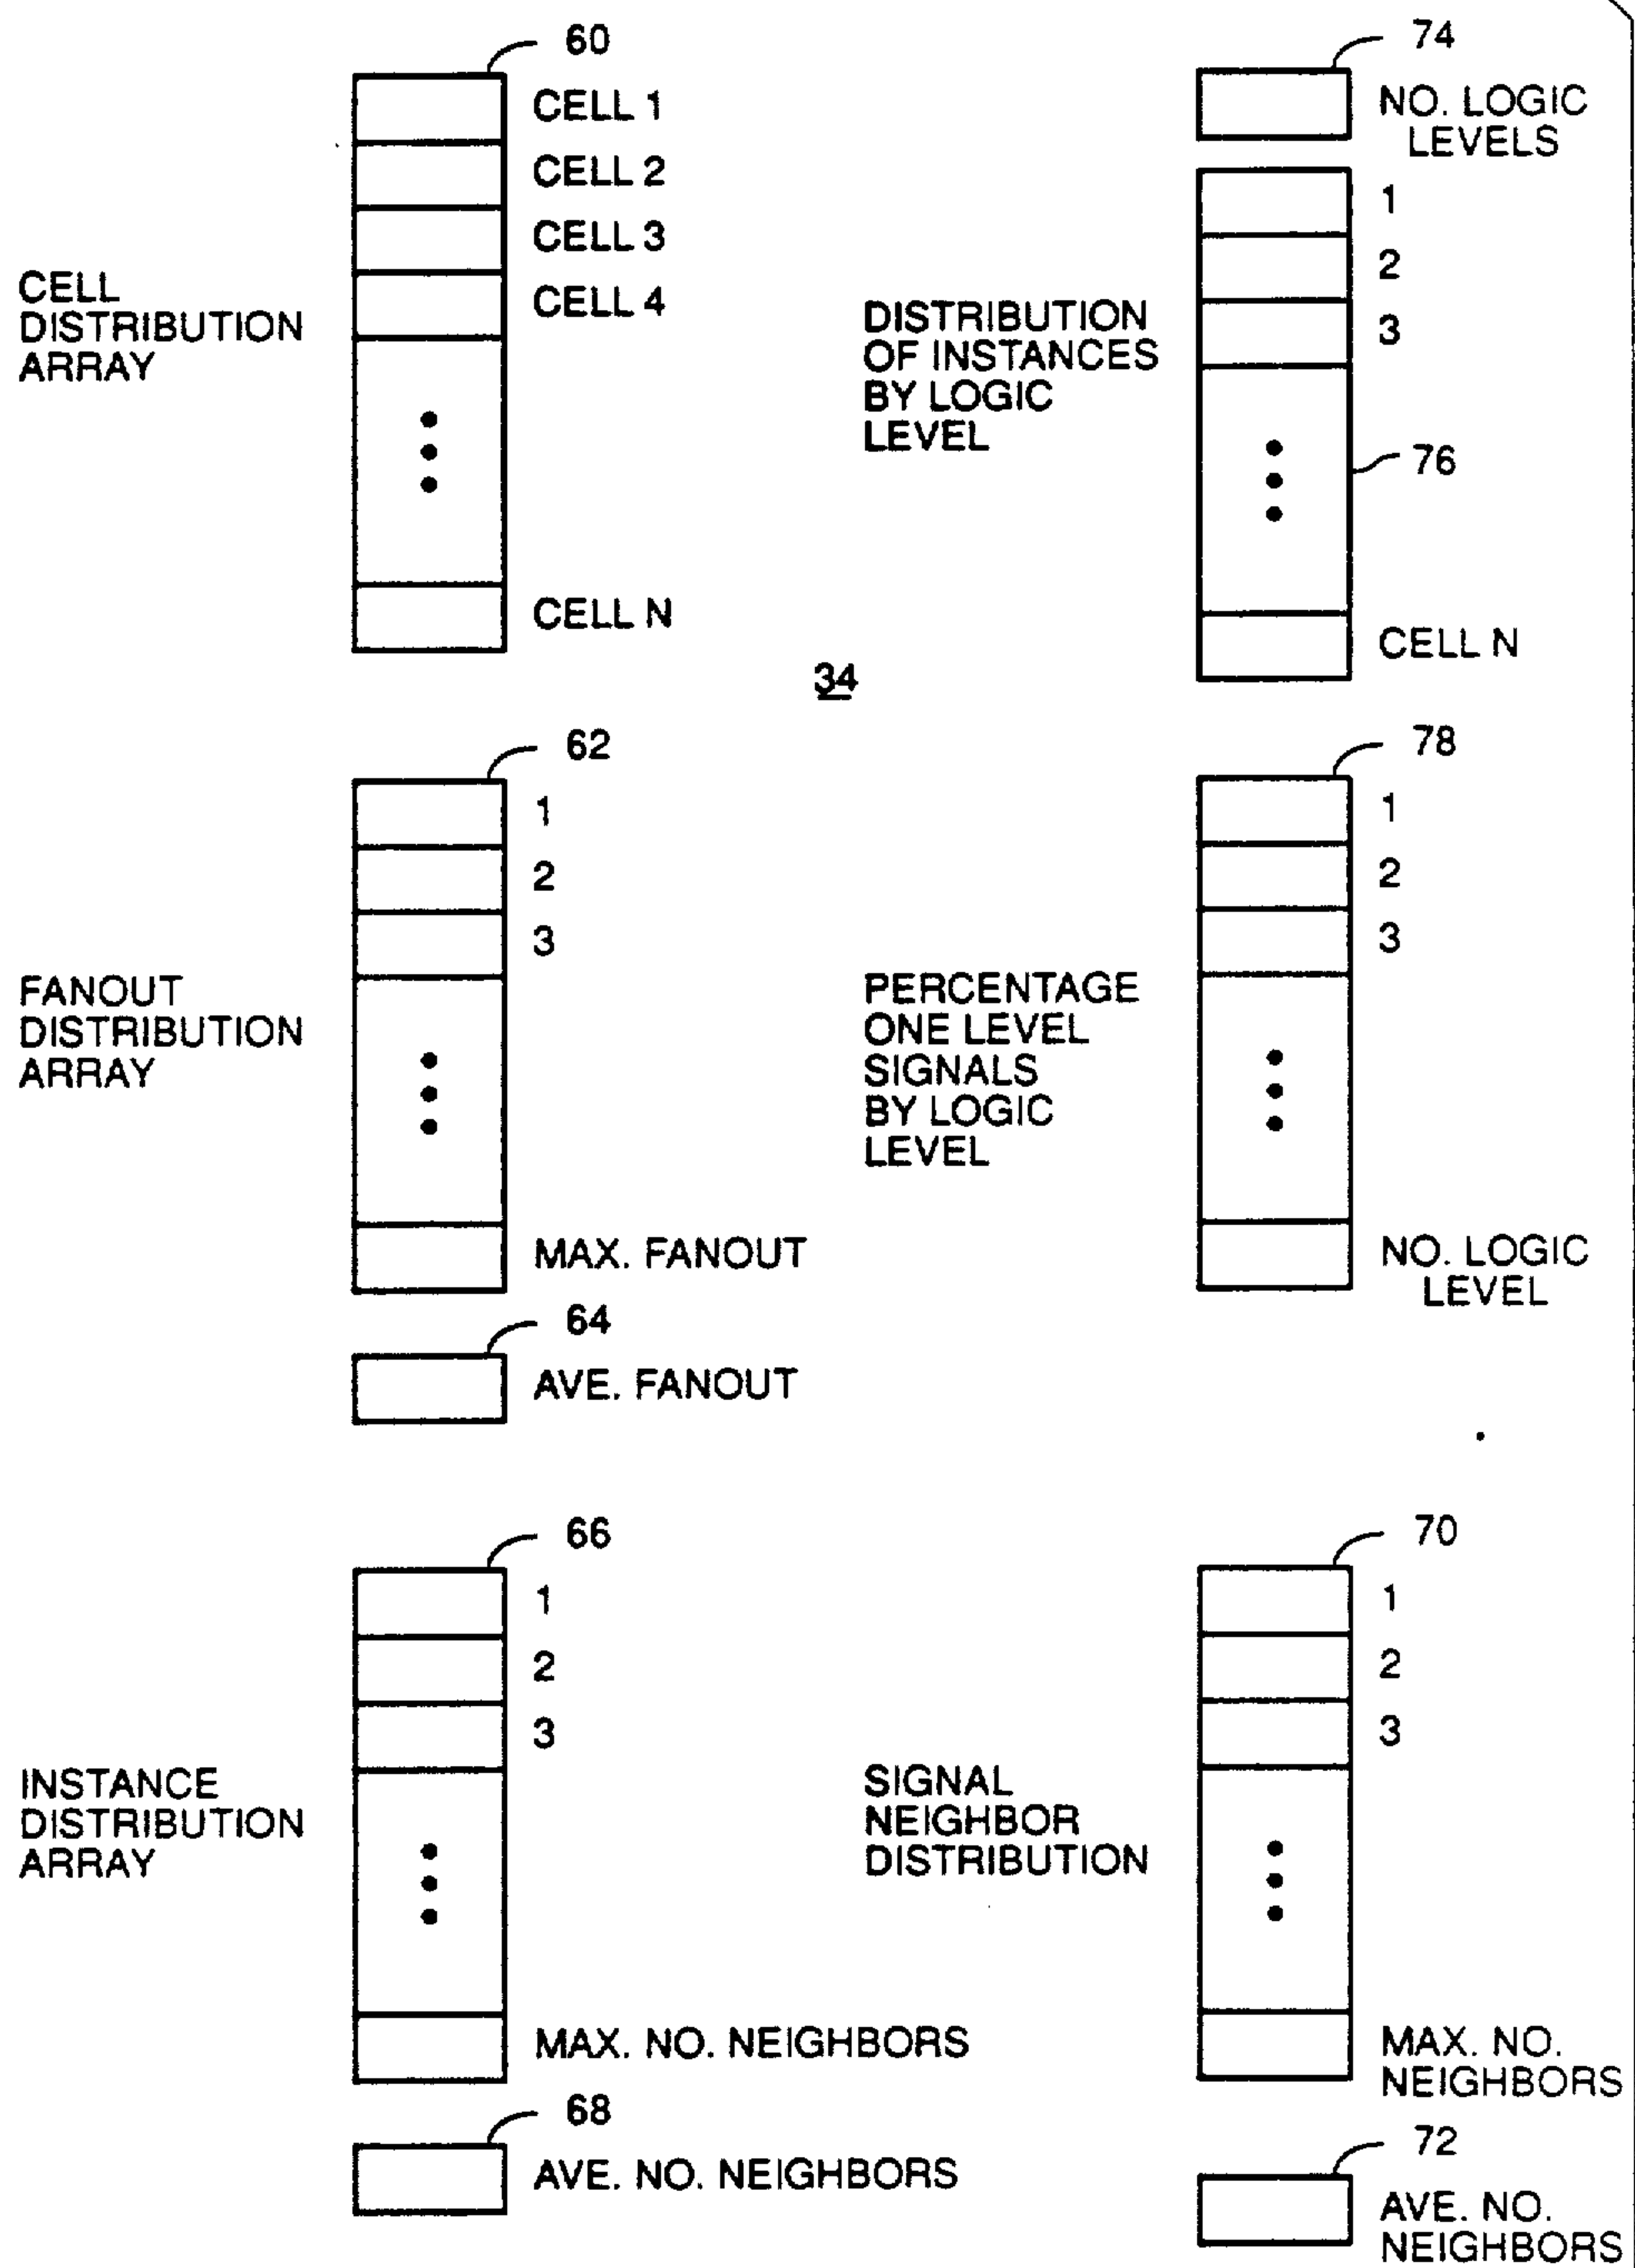 60
CELL 1
CELL 2
CELL 3
CELL 4
CELL
DISTRIBUTION
ARRAY
CELL N
74
NO. LOGIC
LEVELS
1
2
3
DISTRIBUTION
OF INSTANCES
BY LOGIC
LEVEL
76
CELL N
34
62
1
2
3
FANOUT
DISTRIBUTION
ARRAY
MAX. FANOUT
64
AVE. FANOUT
78
1
2
3
PERCENTAGE
ONE LEVEL
SIGNALS
BY LOGIC
LEVEL
NO. LOGIC
LEVEL
66
1
2
3
INSTANCE
DISTRIBUTION
ARRAY
MAX. NO. NEIGHBORS
68
AVE. NO. NEIGHBORS
70
1
2
3
SIGNAL
NEIGHBOR
DISTRIBUTION
MAX. NO.
NEIGHBORS
72
AVE. NO.
NEIGHBORS